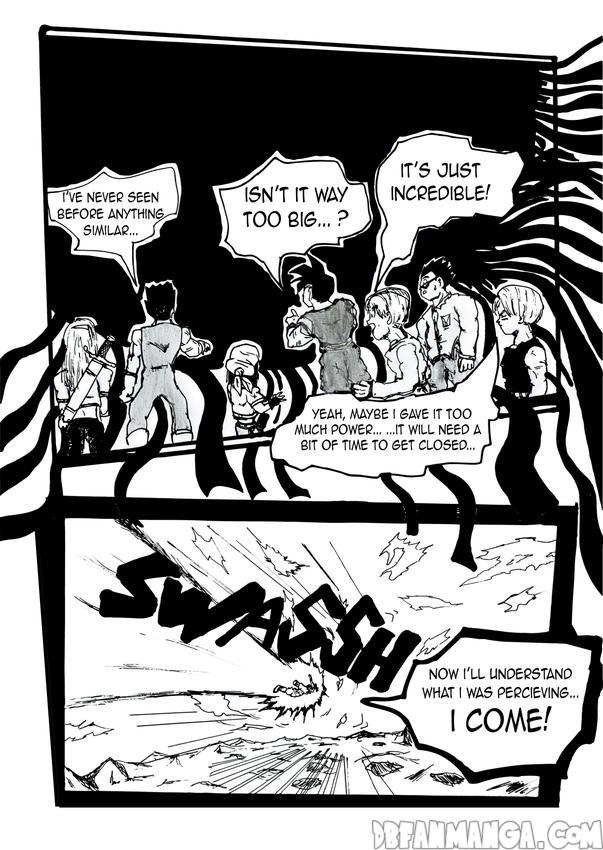 I'VE NEVER SEEN
BEFORE ANYTHING
SIMILAR...
ISN'T IT WAY
TOO BIG... ?
IT'S JUST
INCREDIBLE!
YEAH, MAYBE I GAVE IT TOO
MUCH POWER... ...IT WILL NEED A
BIT OF TIME TO GET CLOSED...
SWASSH
NOW I'LL UNDERSTAND
WHAT I WAS PERCIEVING...
I COME!
DBFANMANGA.COM